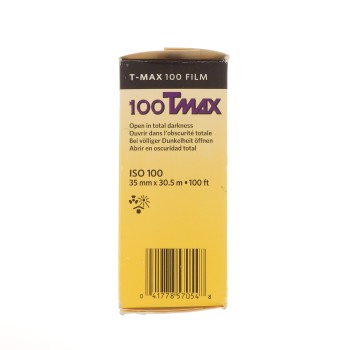 T-MAX 100 FILM
100 TMAX
Open in total darkness
Ouvrir dans l'obscurité totale
Bei völliger Dunkelheit öffnen
Abrir en oscuridad total
ISO 100
35 mm x 30.5 m • 100 ft
0 41778 57054 8